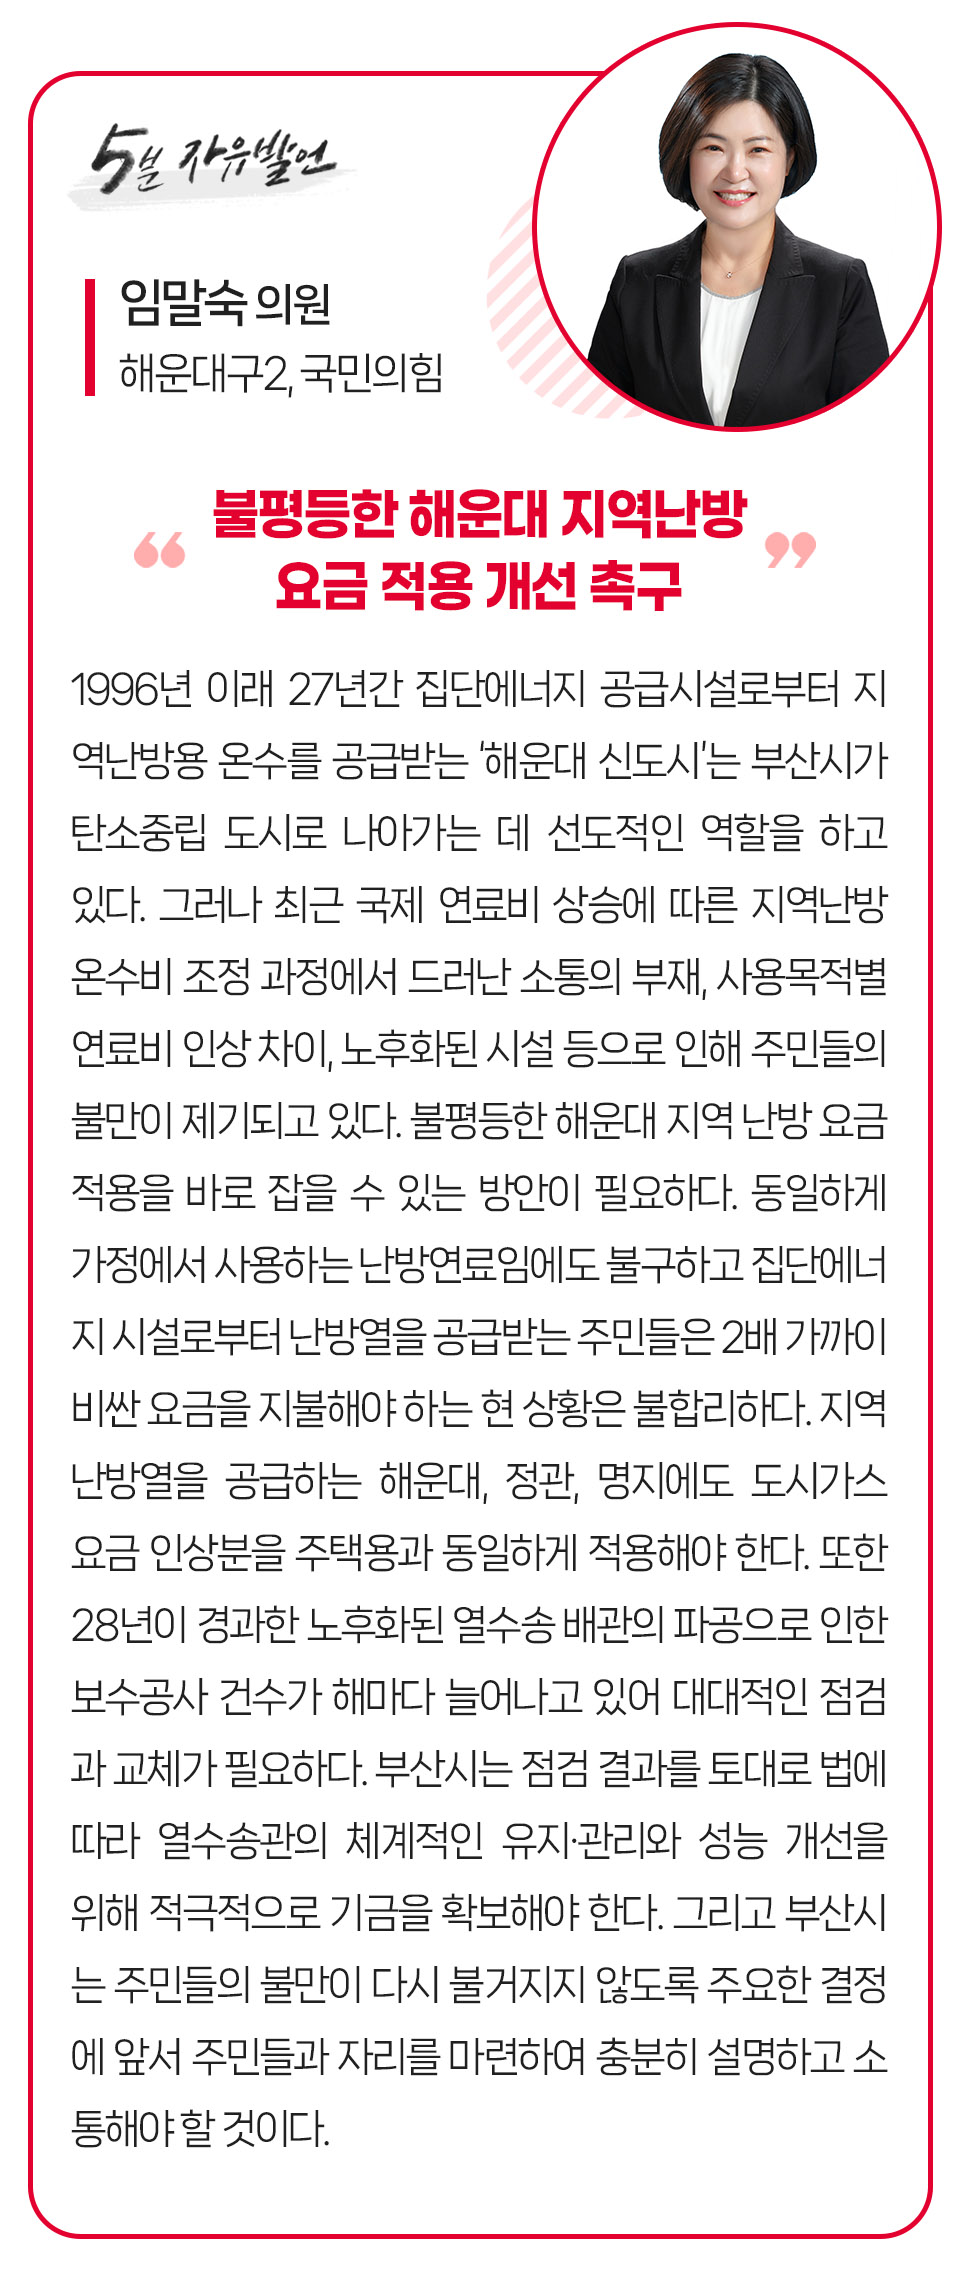 5분 자유발언
임말숙 의원
해운대구2, 국민의힘
“ 불평등한 해운대 지역난방 ”
요금 적용 개선 촉구
1996년 이래 27년간 집단에너지 공급시설로부터 지
역난방용 온수를 공급받는 ‘해운대 신도시’는 부산시가
탄소중립 도시로 나아가는 데 선도적인 역할을 하고
있다. 그러나 최근 국제 연료비 상승에 따른 지역난방
온수비 조정 과정에서 드러난 소통의 부재, 사용목적별
연료비 인상 차이, 노후화된 시설 등으로 인해 주민들의
불만이 제기되고 있다. 불평등한 해운대 지역 난방 요금
적용을 바로 잡을 수 있는 방안이 필요하다. 동일하게
가정에서 사용하는 난방연료임에도 불구하고 집단에너
지 시설로부터 난방열을 공급받는 주민들은 2배 가까이
비싼 요금을 지불해야 하는 현 상황은 불합리하다. 지역
난방열을 공급하는 해운대, 정관, 명지에도 도시가스
요금 인상분을 주택용과 동일하게 적용해야 한다. 또한
28년이 경과한 노후화된 열수송 배관의 파공으로 인한
보수공사 건수가 해마다 늘어나고 있어 대대적인 점검
과 교체가 필요하다. 부산시는 점검 결과를 토대로 법에
따라 열수송관의 체계적인 유지·관리와 성능 개선을
위해 적극적으로 기금을 확보해야 한다. 그리고 부산시
는 주민들의 불만이 다시 불거지지 않도록 주요한 결정
에 앞서 주민들과 자리를 마련하여 충분히 설명하고 소
통해야 할 것이다.